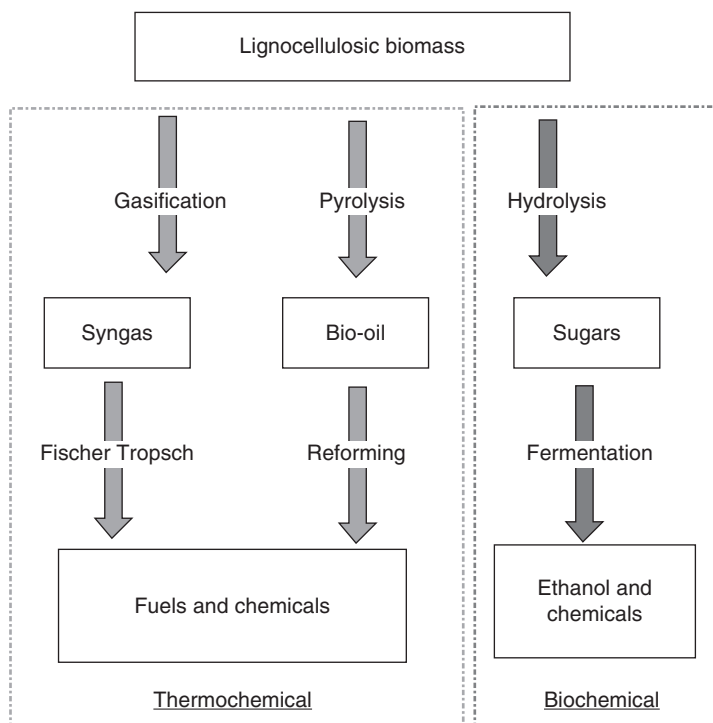 Lignocellulosic biomass
Gasification
Pyrolysis
Hydrolysis
Syngas
Bio-oil
Sugars
Fischer Tropsch
Reforming
Fermentation
Fuels and chemicals
Ethanol and
chemicals
Thermochemical
Biochemical